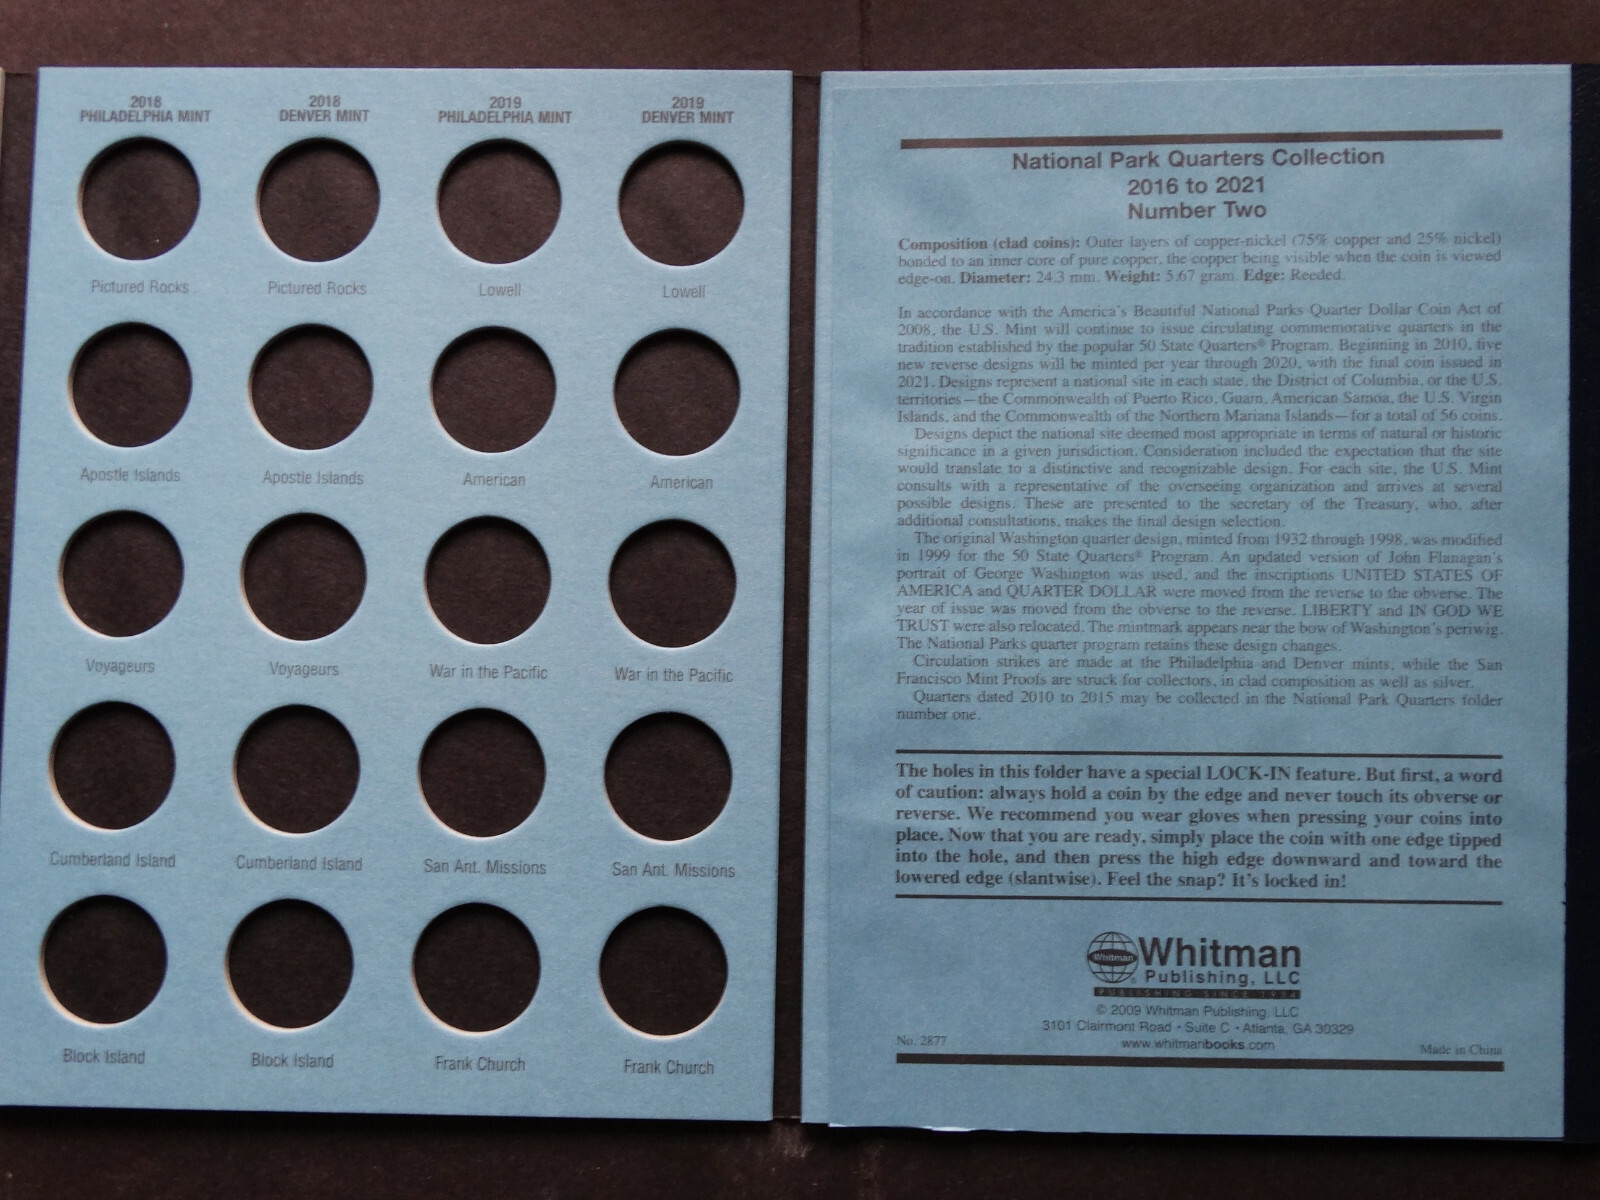 2018 2018 2019 2019
PHILADELPHIA MINT DENVER MINT PHILADELPHIA MINT DENVER MINT
Pictured Rocks Pictured Rocks Lowell Lowell
Apostle Islands Apostle Islands American American
Voyageurs Voyageurs War in the Pacific War in the Pacific
Cumberland Island Cumberland Island San Ant. Missions San Ant. Missions
Block Island Block Island Frank Church Frank Church
National Park Quarters Collection
2016 to 2021
Number Two
Composition (clad coins): Outer layers of copper-nickel (75% copper and 25% nickel)
bonded to an inner core of pure copper, the copper being visible when the coin is viewed
edge-on. Diameter: 24.3 mm. Weight: 5.67 gram. Edge: Reeded.
In accordance with the America's Beautiful National Parks Quarter Dollar Coin Act of
2008, the U.S. Mint will continue to issue circulating commemorative quarters in the
tradition established by the popular 50 State Quarters® Program. Beginning in 2010, five
new reverse designs will be minted per year through 2020, with the final coin issued in
2021. Designs represent a national site in each state, the District of Columbia, or the U.S.
territories—the Commonwealth of Puerto Rico, Guam, American Samoa, the U.S. Virgin
Islands, and the Commonwealth of the Northern Mariana Islands—for a total of 56 coins.
Designs depict the national site deemed most appropriate in terms of natural or historic
significance in a given jurisdiction. Consideration included the expectation that the site
would translate to a distinctive and recognizable design. For each site, the U.S. Mint
consults with a representative of the overseeing organization and arrives at several
possible designs. These are presented to the secretary of the Treasury, who, after
additional consultations, makes the final design selection.
The original Washington quarter design, minted from 1932 through 1998, was modified
in 1999 for the 50 State Quarters® Program. An updated version of John Flanagan's
portrait of George Washington was used, and the inscriptions UNITED STATES OF
AMERICA and QUARTER DOLLAR were moved from the reverse to the obverse. The
year of issue was moved from the obverse to the reverse. LIBERTY and IN GOD WE
TRUST were also relocated. The mintmark appears near the bow of Washington's periwig.
The National Parks quarter program retains these design changes.
Circulation strikes are made at the Philadelphia and Denver mints, while the San
Francisco Mint Proofs are struck for collectors, in clad composition as well as silver.
Quarters dated 2010 to 2015 may be collected in the National Park Quarters folder
number one.
The holes in this folder have a special LOCK-IN feature. But first, a word
of caution: always hold a coin by the edge and never touch its obverse or
reverse. We recommend you wear gloves when pressing your coins into
place. Now that you are ready, simply place the coin with one edge tipped
into the hole, and then press the high edge downward and toward the
lowered edge (slantwise). Feel the snap? It's locked in!
Whitman Whitman
Publishing, LLC
PUBLISHING SINCE 1934
© 2009 Whitman Publishing, LLC
3101 Clairmont Road • Suite C • Atlanta, GA 30329
No. 2877 www.whitmanbooks.com Made in China